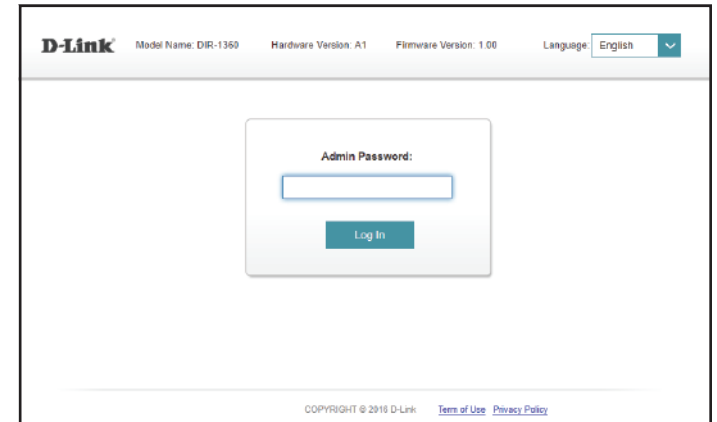 D-Link Model Name: DIR-1360 Hardware Version: A1 Firmware Version: 1.00 Language: English
Admin Password:
Log In
COPYRIGHT © 2016 D-Link Term of Use Privacy Policy